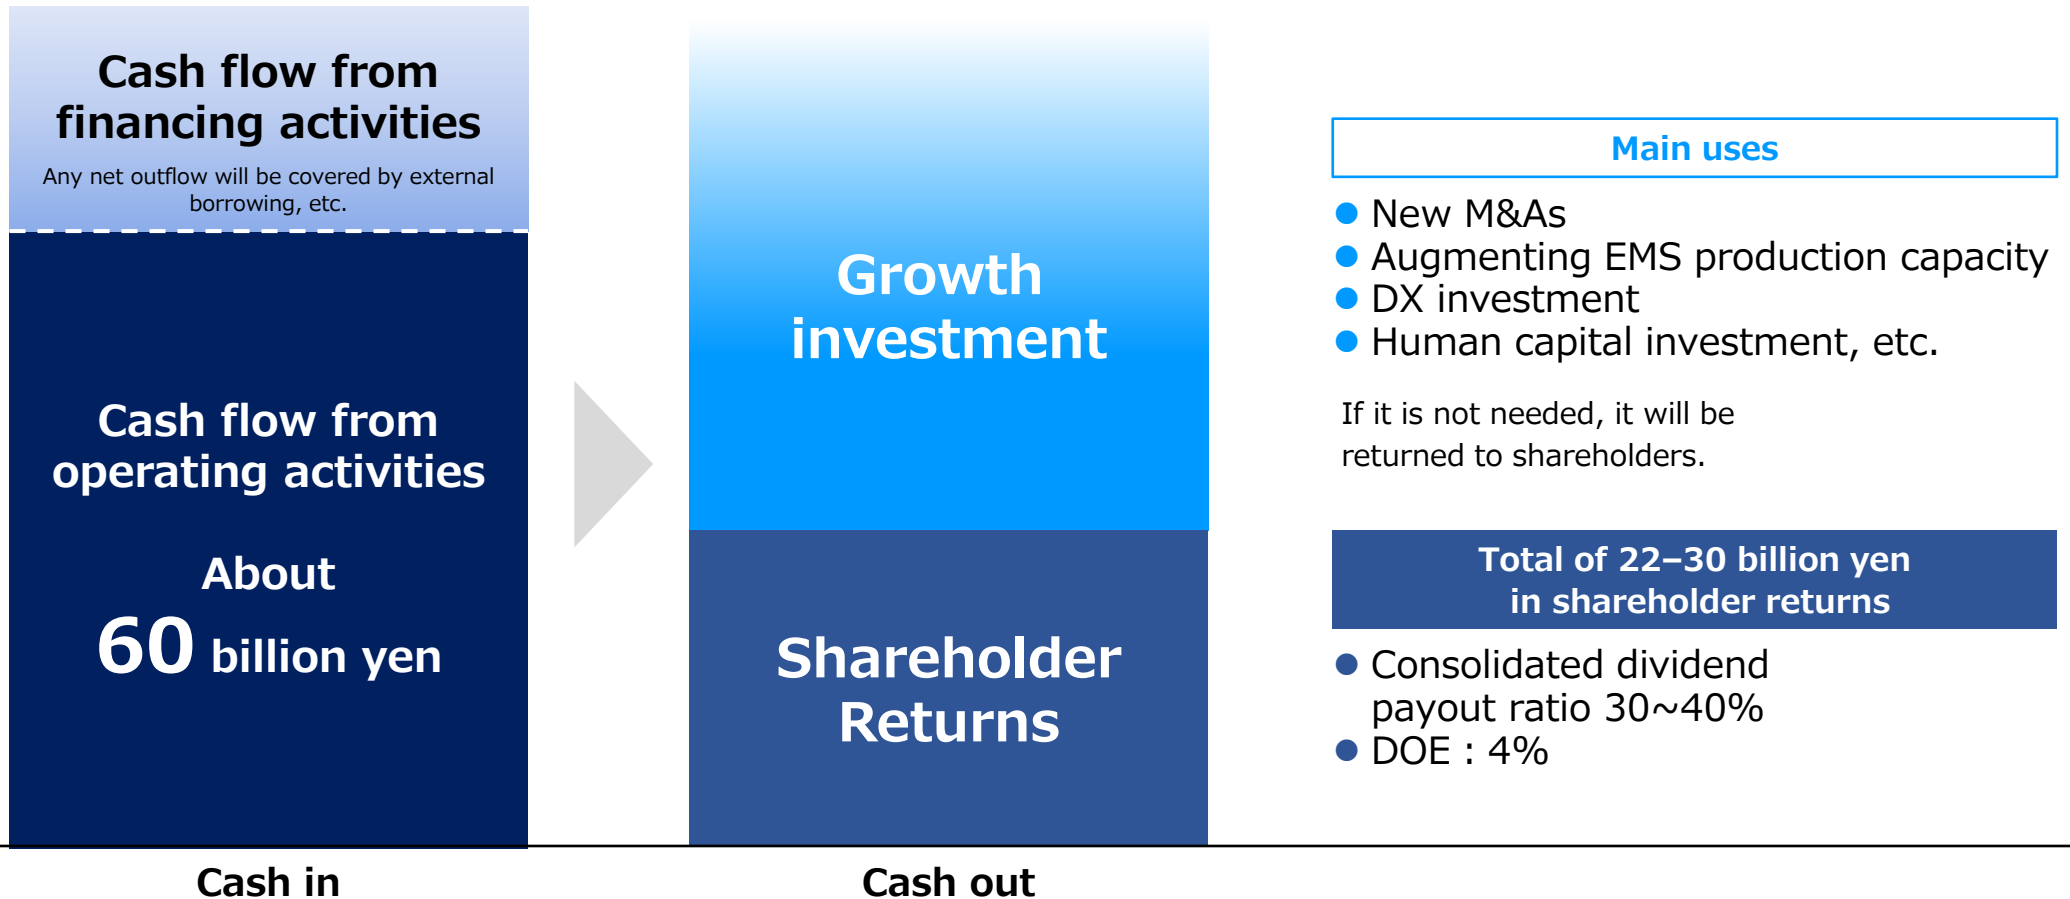 Cash flow from
financing activities
Any net outflow will be covered by external
borrowing, etc.
Cash flow from
operating activities
About
60 billion yen
Cash in
Growth
investment
Shareholder
Returns
Cash out
Main uses
● New M&As
● Augmenting EMS production capacity
● DX investment
● Human capital investment, etc.
If it is not needed, it will be
returned to shareholders.
Total of 22–30 billion yen
in shareholder returns
● Consolidated dividend
payout ratio 30~40%
● DOE : 4%